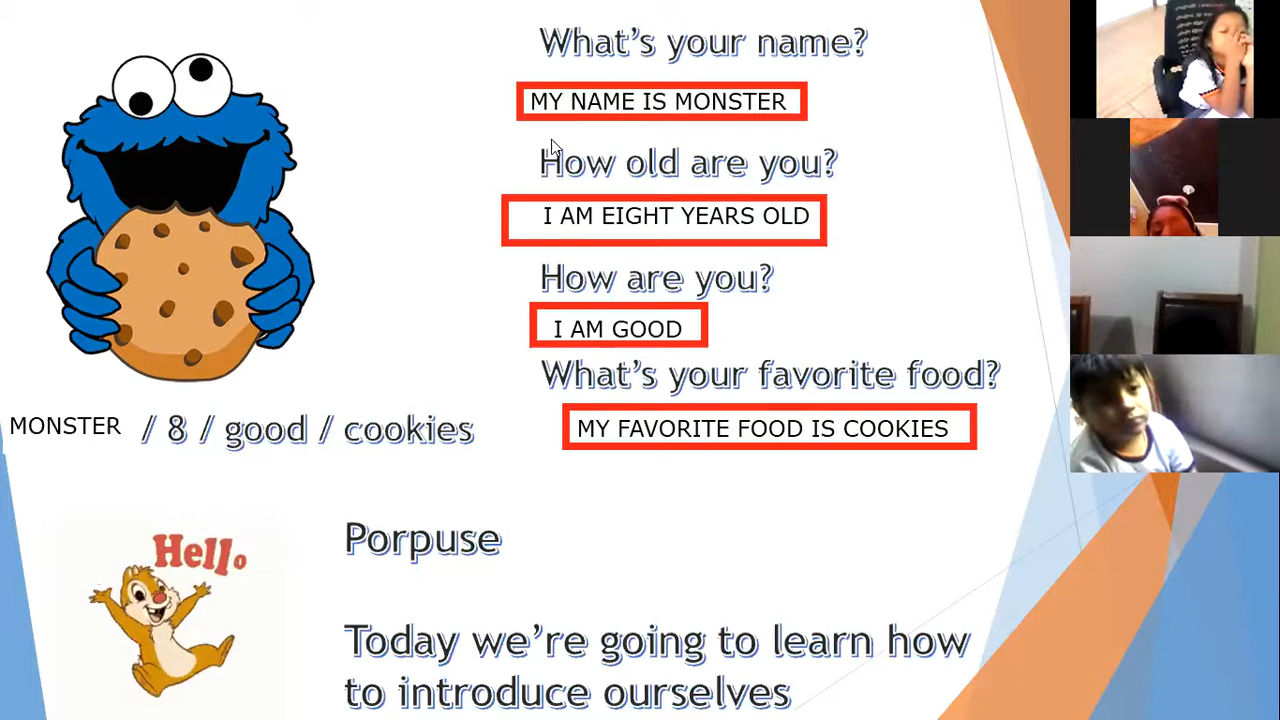 What's your name?
MY NAME IS MONSTER
How old are you?
I AM EIGHT YEARS OLD
How are you?
I AM GOOD
What's your favorite food?
MY FAVORITE FOOD IS COOKIES
MONSTER / 8 / good / cookies
Hello
Porpuse
Today we're going to learn how
to introduce ourselves